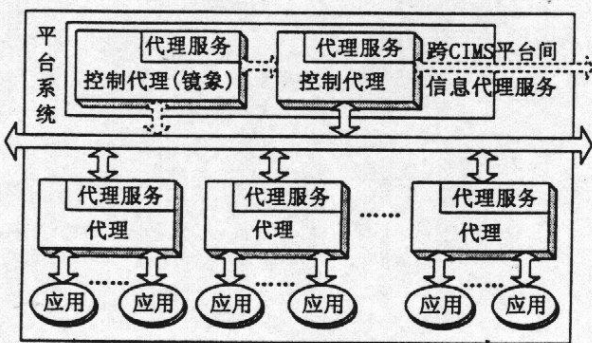 平台系统
代理服务
控制代理(镜象)
代理服务
控制代理
跨CIMS平台间
信息代理服务
代理服务
代理
代理服务
代理
……
代理服务
代理
应用
……
应用
应用
……
应用
应用
……
应用